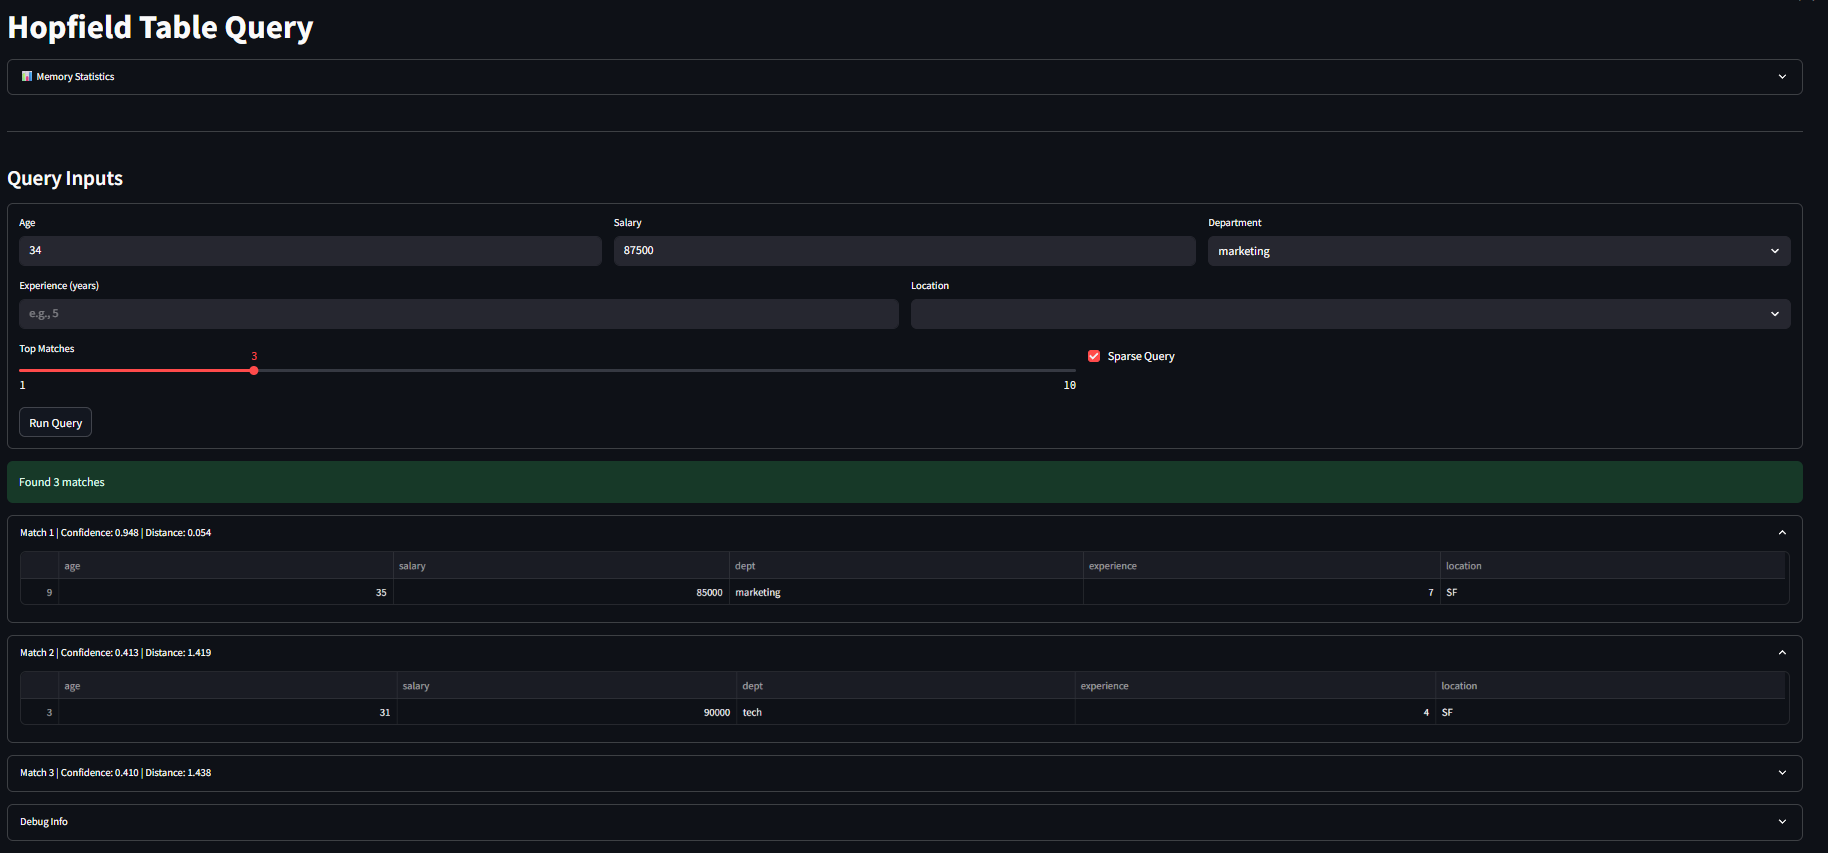 Hopfield Table Query
📊 Memory Statistics
Query Inputs
Age
Salary
Department
34
87500
marketing
Experience (years)
Location
e.g., 5
Top Matches
3
Sparse Query
1
10
Run Query
Found 3 matches
Match 1 | Confidence: 0.948 | Distance: 0.054
age salary dept experience location
9 35 85000 marketing 7 SF
Match 2 | Confidence: 0.413 | Distance: 1.419
age salary dept experience location
3 31 90000 tech 4 SF
Match 3 | Confidence: 0.410 | Distance: 1.438
Debug Info